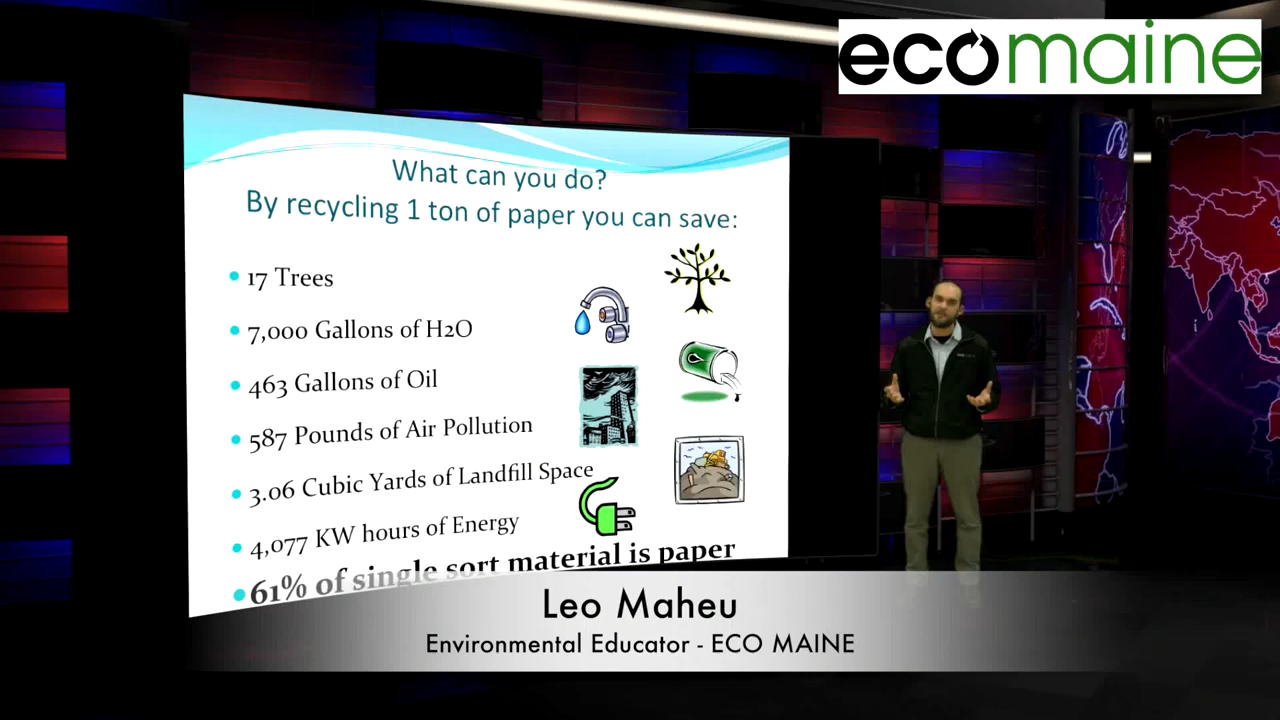 ecomaine
What can you do?
By recycling 1 ton of paper you can save:
17 Trees
7,000 Gallons of H2O
463 Gallons of Oil
587 Pounds of Air Pollution
3.06 Cubic Yards of Landfill Space
4,077 KW hours of Energy
61% of single sort material is paper
Leo Maheu
Environmental Educator - ECO MAINE